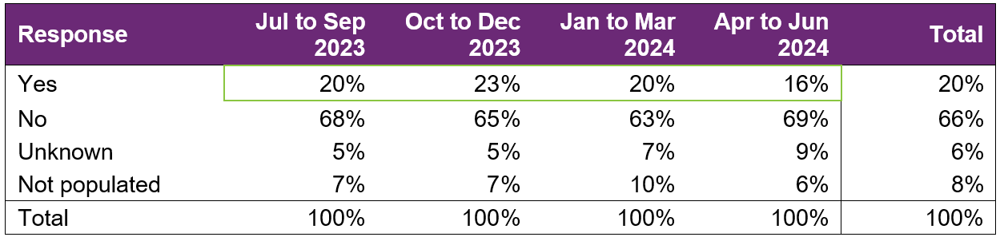 Response Jul to Sep 2023 Oct to Dec 2023 Jan to Mar 2024 Apr to Jun 2024 Total
Yes 20% 23% 20% 16% 20%
No 68% 65% 63% 69% 66%
Unknown 5% 5% 7% 9% 6%
Not populated 7% 7% 10% 6% 8%
Total 100% 100% 100% 100% 100%